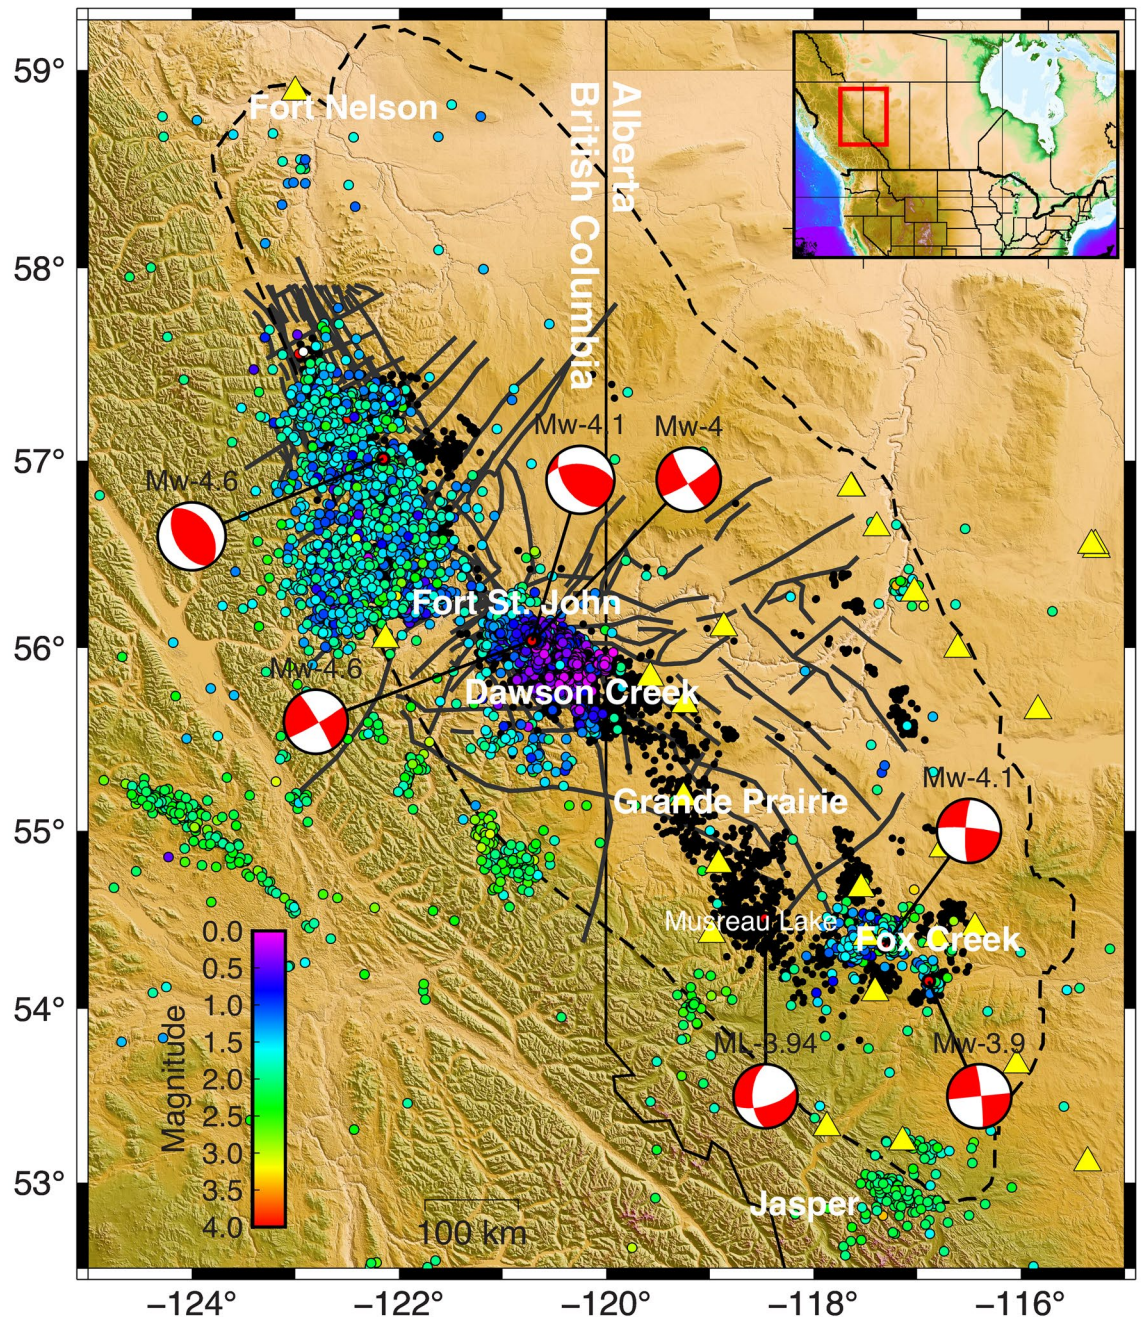 59°
58°
57°
56°
55°
54°
53°
Fort Nelson
Alberta
British Columbia
Mw-4.1
Mw-4
Mw-4.6
Fort St. John
Mw-4.6
Dawson Creek
Mw-4.1
Grande Prairie
Musreau Lake
Fox Creek
ML-3.94
Mw-3.9
Jasper
Magnitude
0.0
0.5
1.0
1.5
2.0
2.5
3.0
3.5
4.0
100 km
−124°
−122°
−120°
−118°
−116°